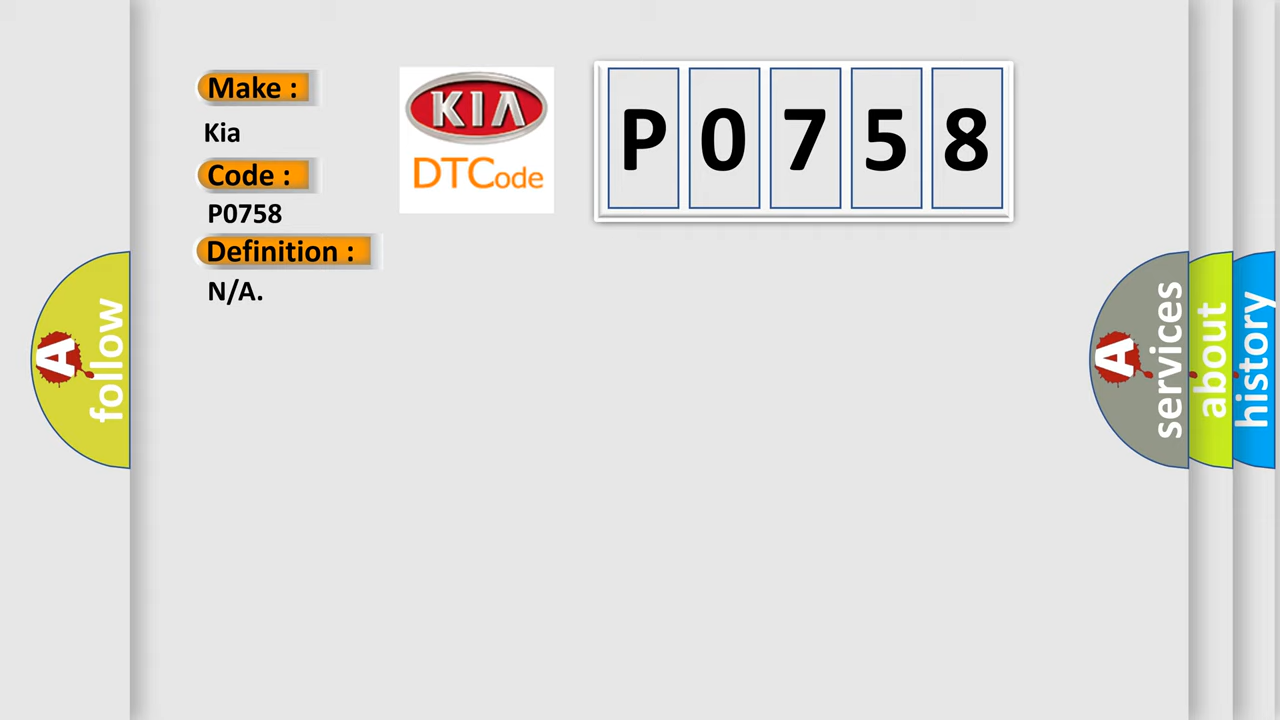 Make :
Kia
Code :
P0758
Definition :
N/A.
KIA
DTCode
P0758
A follow
A services
about
history